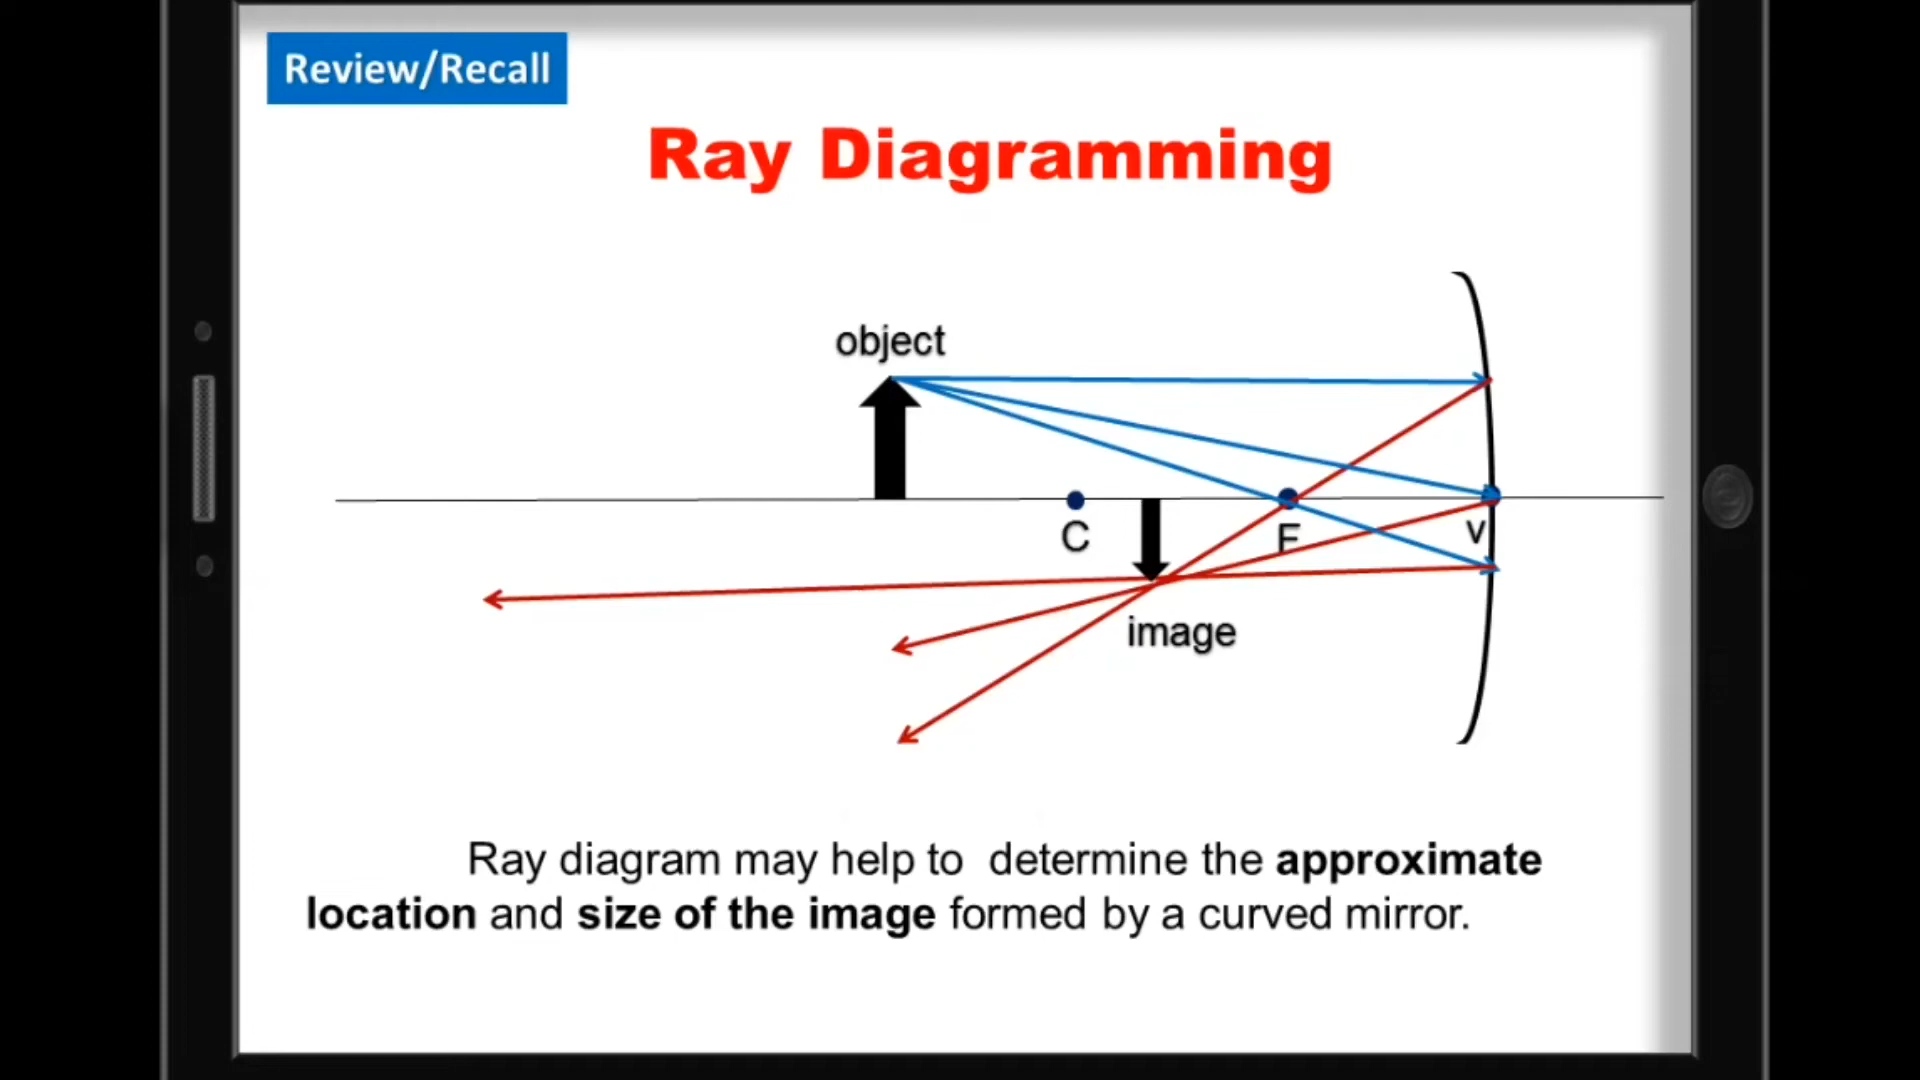 Review/Recall
Ray Diagramming
object
C
F
v
image
Ray diagram may help to determine the approximate
location and size of the image formed by a curved mirror.